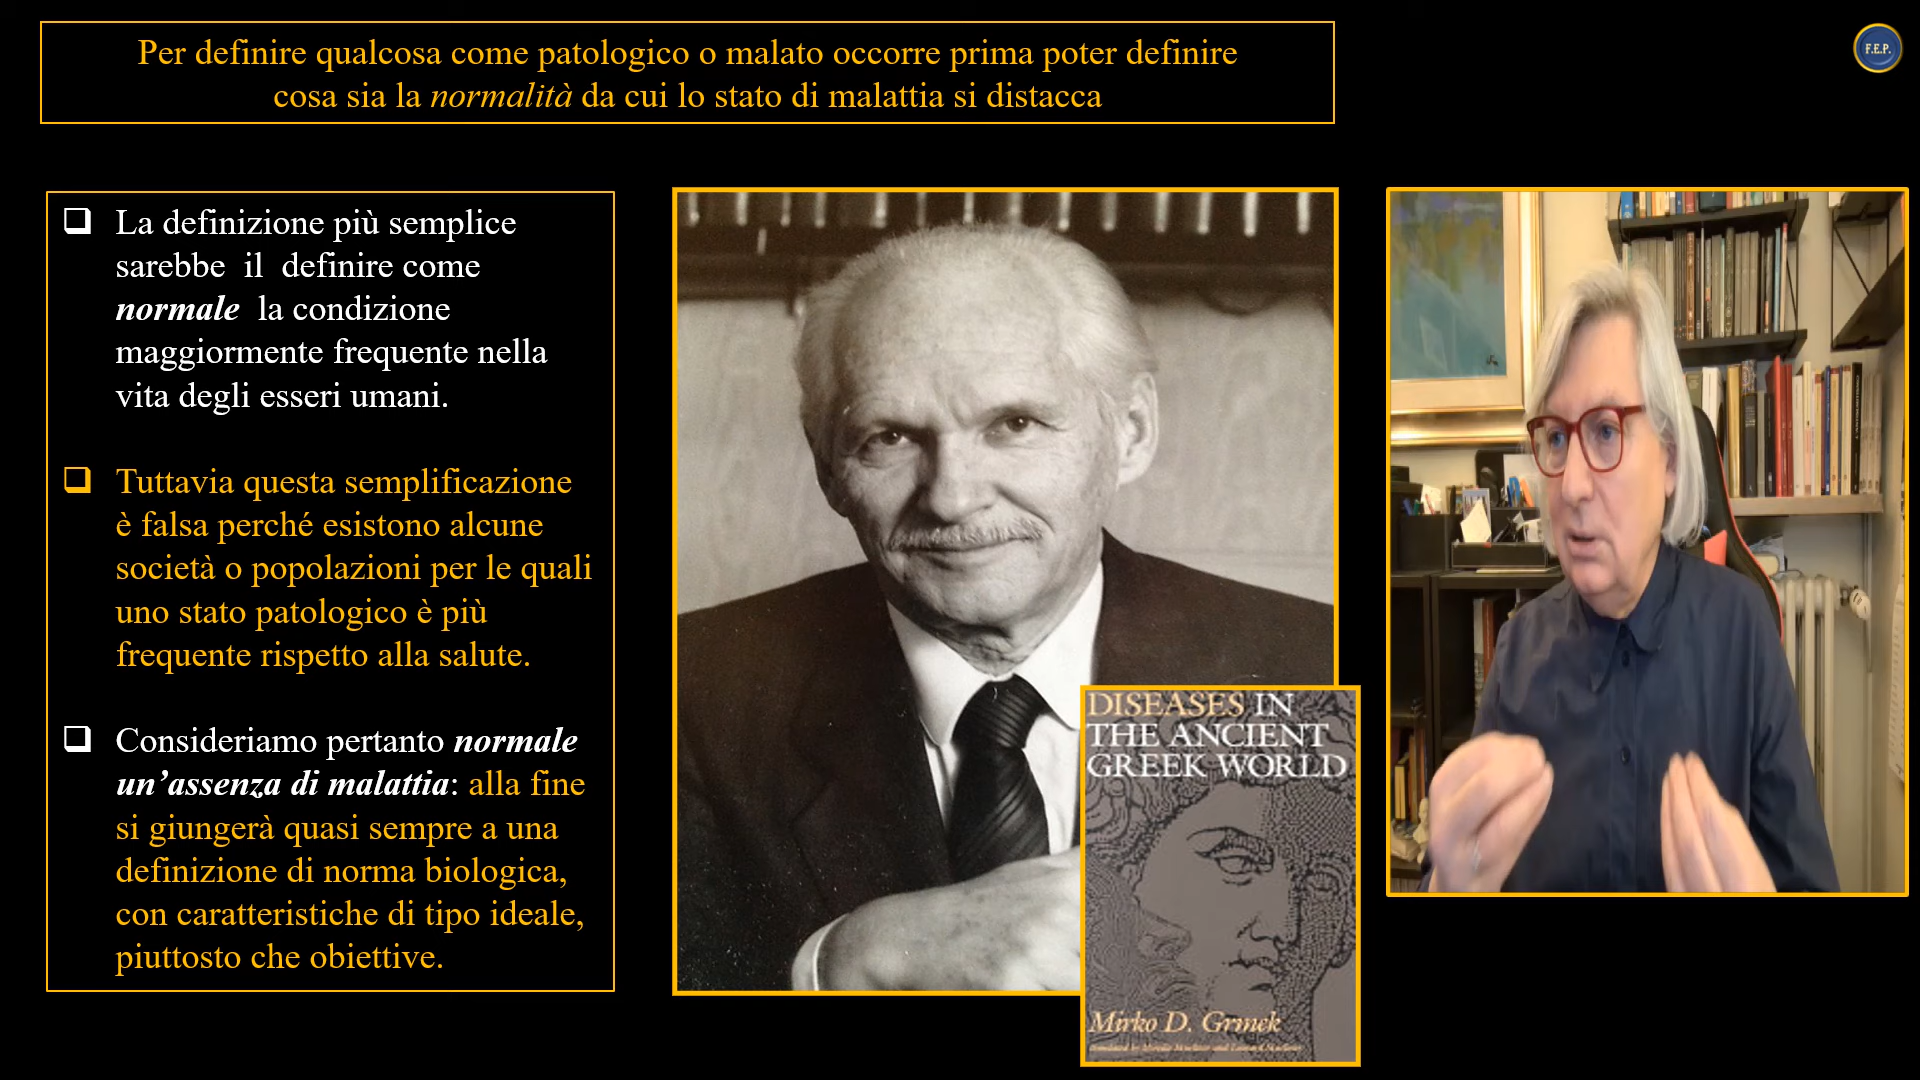 Per definire qualcosa come patologico o malato occorre prima poter definire
cosa sia la normalità da cui lo stato di malattia si distacca
F.E.P.
La definizione più semplice
sarebbe il definire come
normale la condizione
maggiormente frequente nella
vita degli esseri umani.
Tuttavia questa semplificazione
è falsa perché esistono alcune
società o popolazioni per le quali
uno stato patologico è più
frequente rispetto alla salute.
Consideriamo pertanto normale
un’assenza di malattia: alla fine
si giungerà quasi sempre a una
definizione di norma biologica,
con caratteristiche di tipo ideale,
piuttosto che obiettive.
DISEASES IN
THE ANCIENT
GREEK WORLD
Mirko D. Grmek